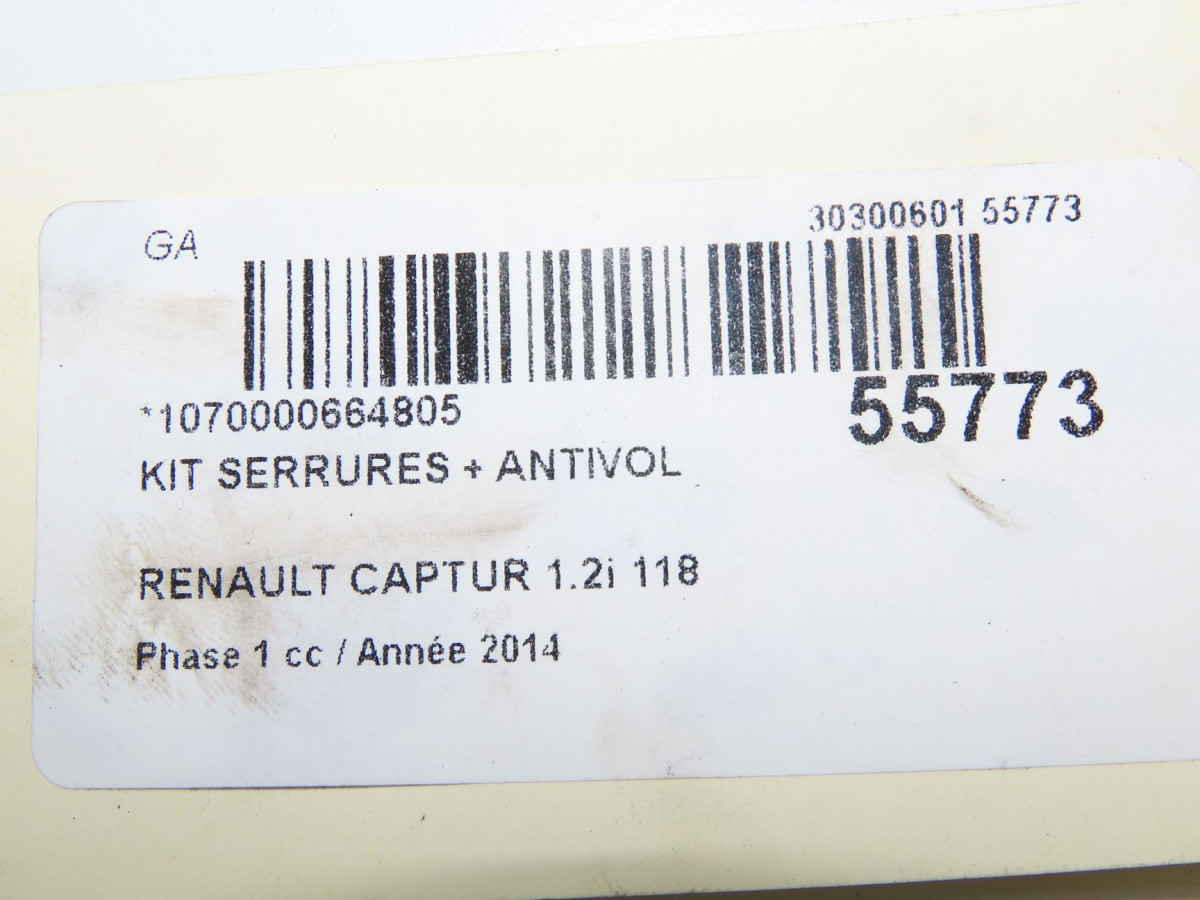 GA
30300601 55773
*1070000664805
55773
KIT SERRURES + ANTIVOL
RENAULT CAPTUR 1.2i 118
Phase 1 cc / Année 2014